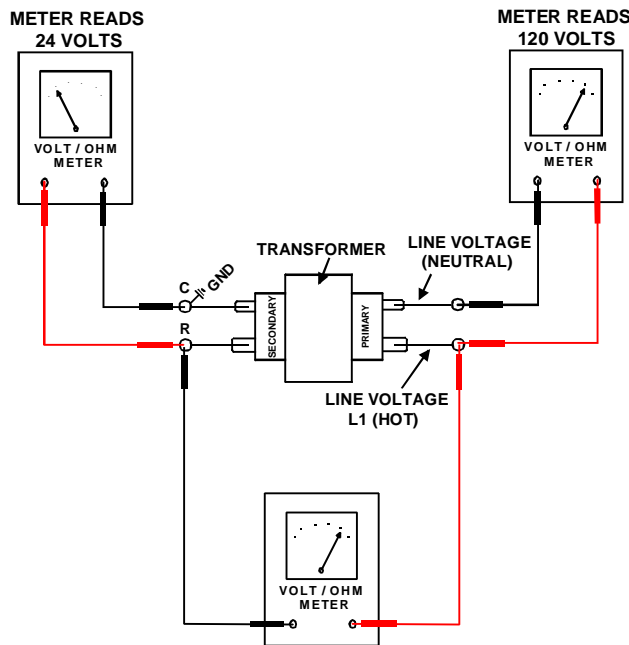 METER READS
24 VOLTS
METER READS
120 VOLTS
VOLT / OHM
METER
VOLT / OHM
METER
TRANSFORMER
LINE VOLTAGE
(NEUTRAL)
C
GND
R
SECONDARY
PRIMARY
LINE VOLTAGE
L1 (HOT)
VOLT / OHM
METER